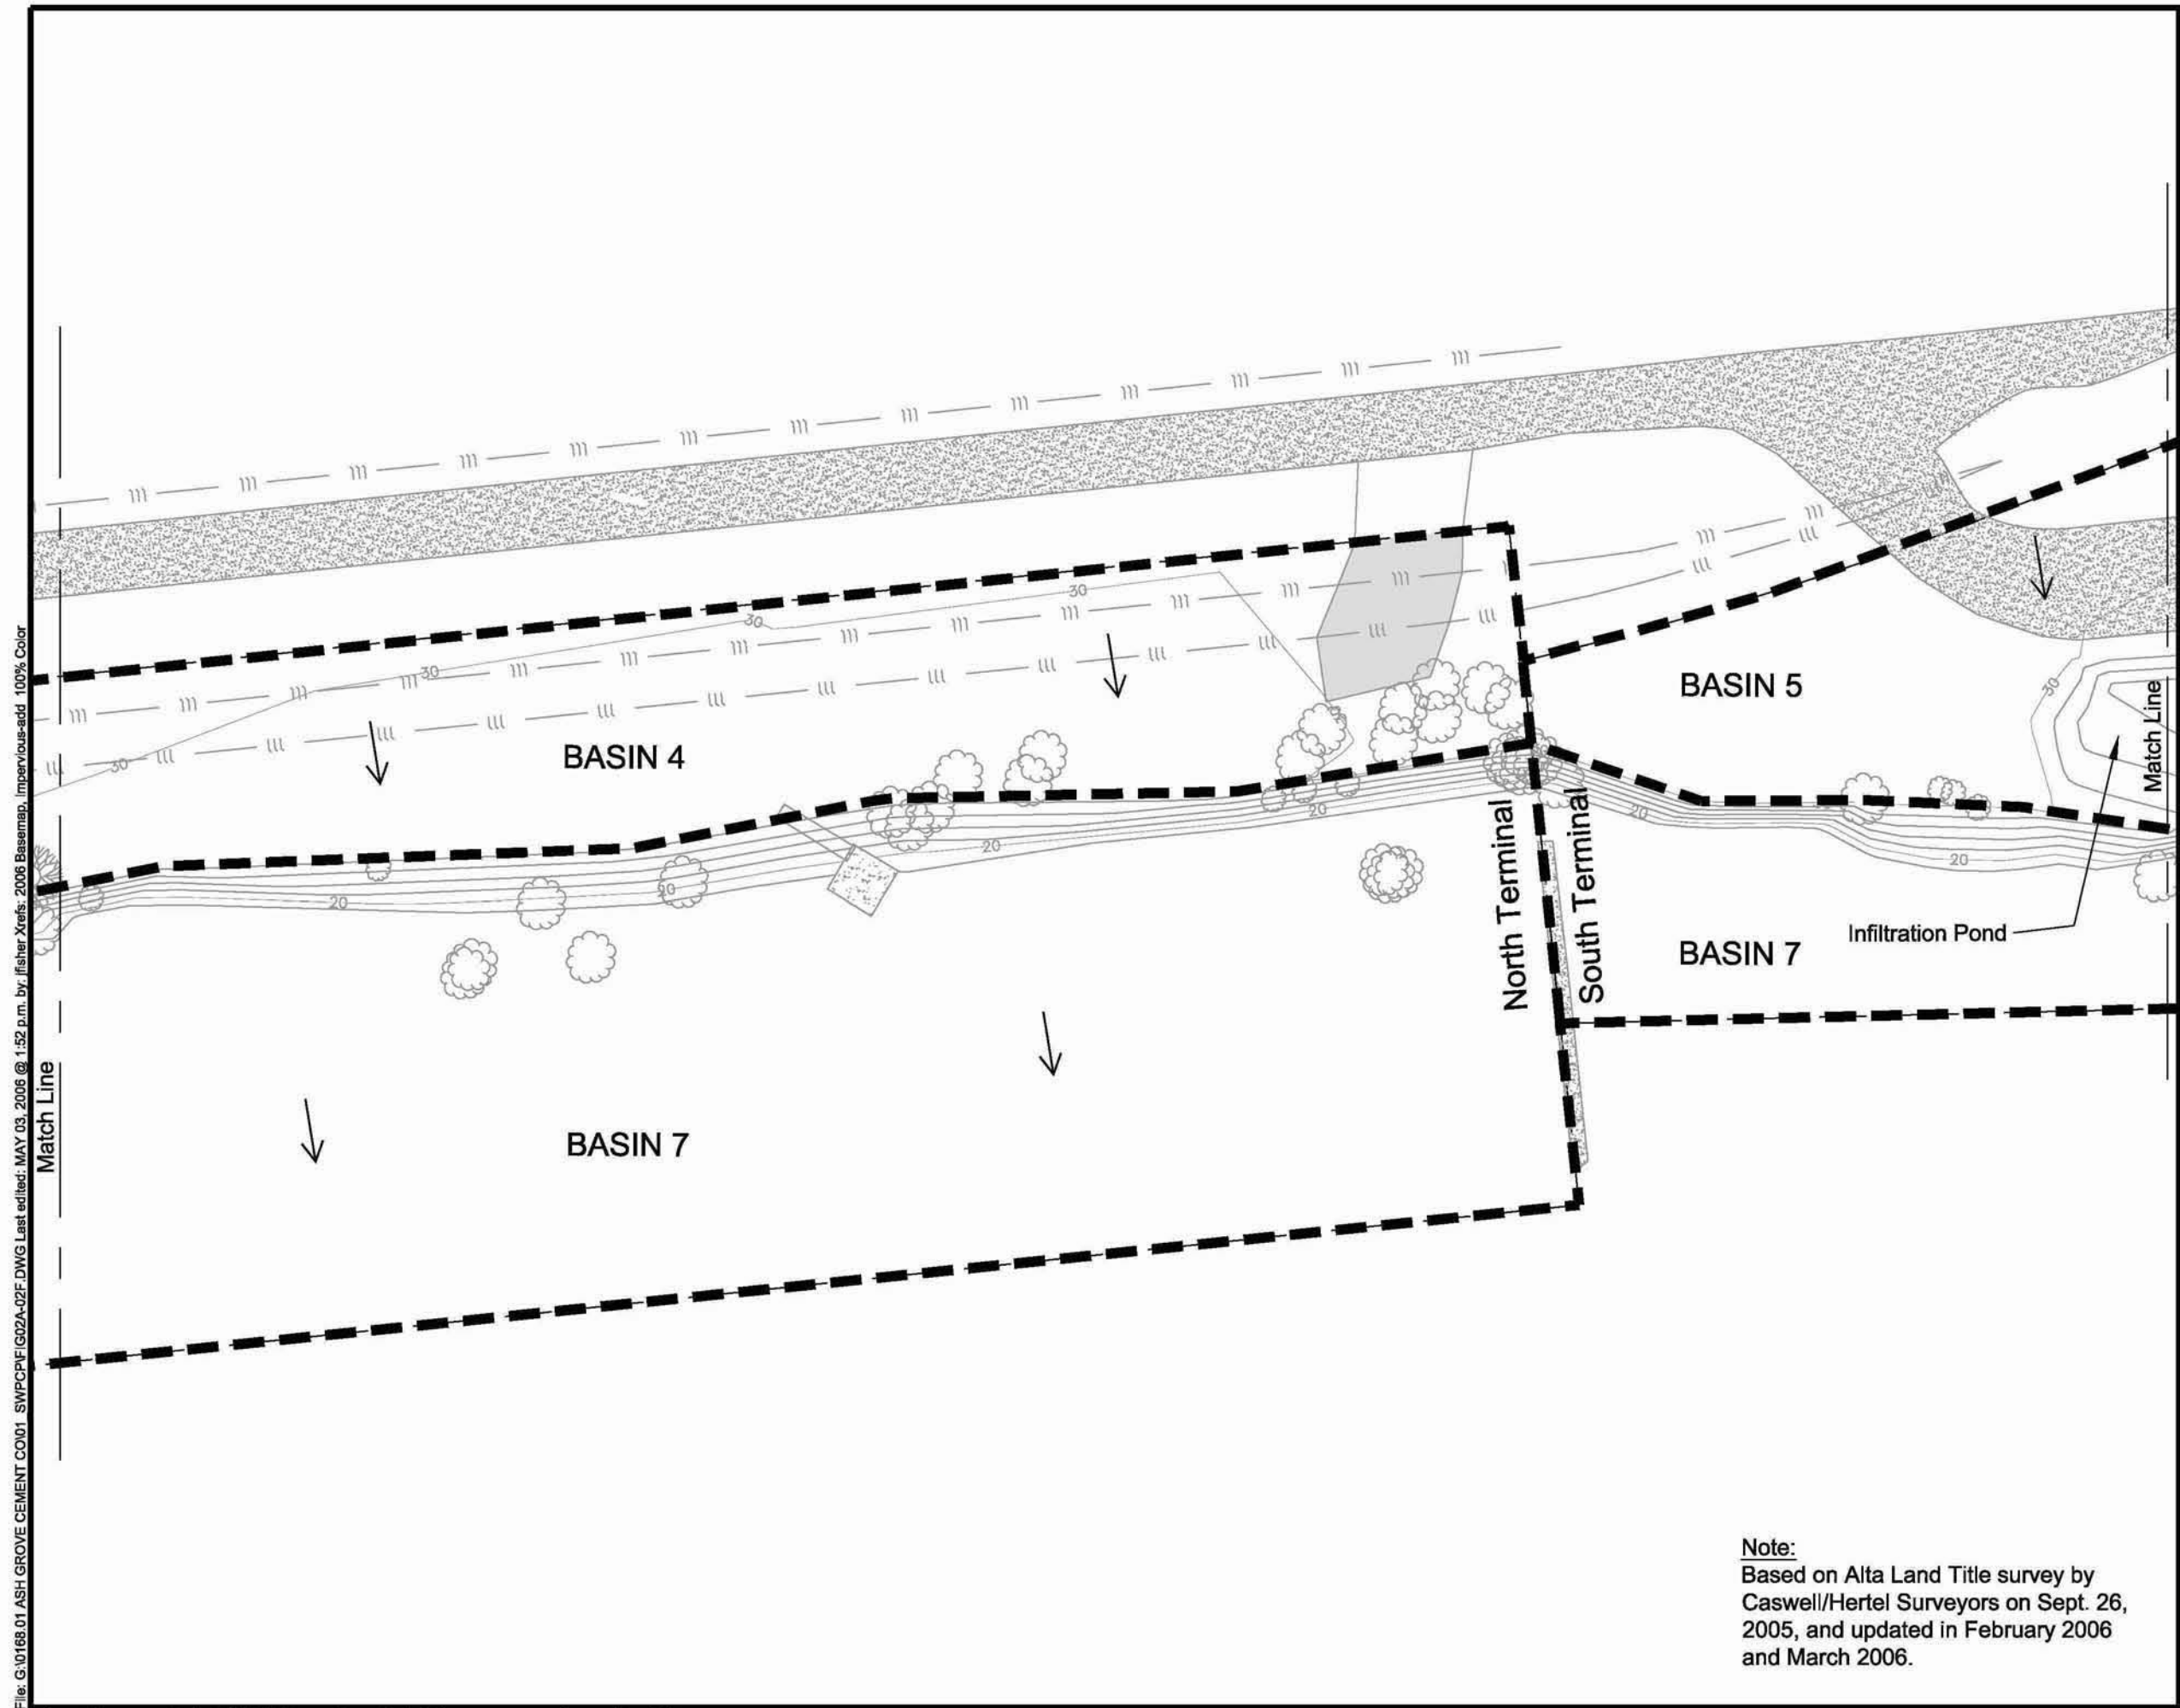 File: G:\0168.01 ASH GROVE CEMENT CO\01_SWPCP\FIG02A-02F.DWG Last edited: MAY 03, 2006 @ 1:52 p.m. by: jfisher Xrefs: 2006 Basemap, Impervious-add 100% Color
30
30
30
30
30
BASIN 4
BASIN 5
Match Line
20
20
20
20
20
20
North Terminal
South Terminal
Infiltration Pond
BASIN 7
Match Line
BASIN 7
Note:
Based on Alta Land Title survey by
Caswell/Hertel Surveyors on Sept. 26,
2005, and updated in February 2006
and March 2006.